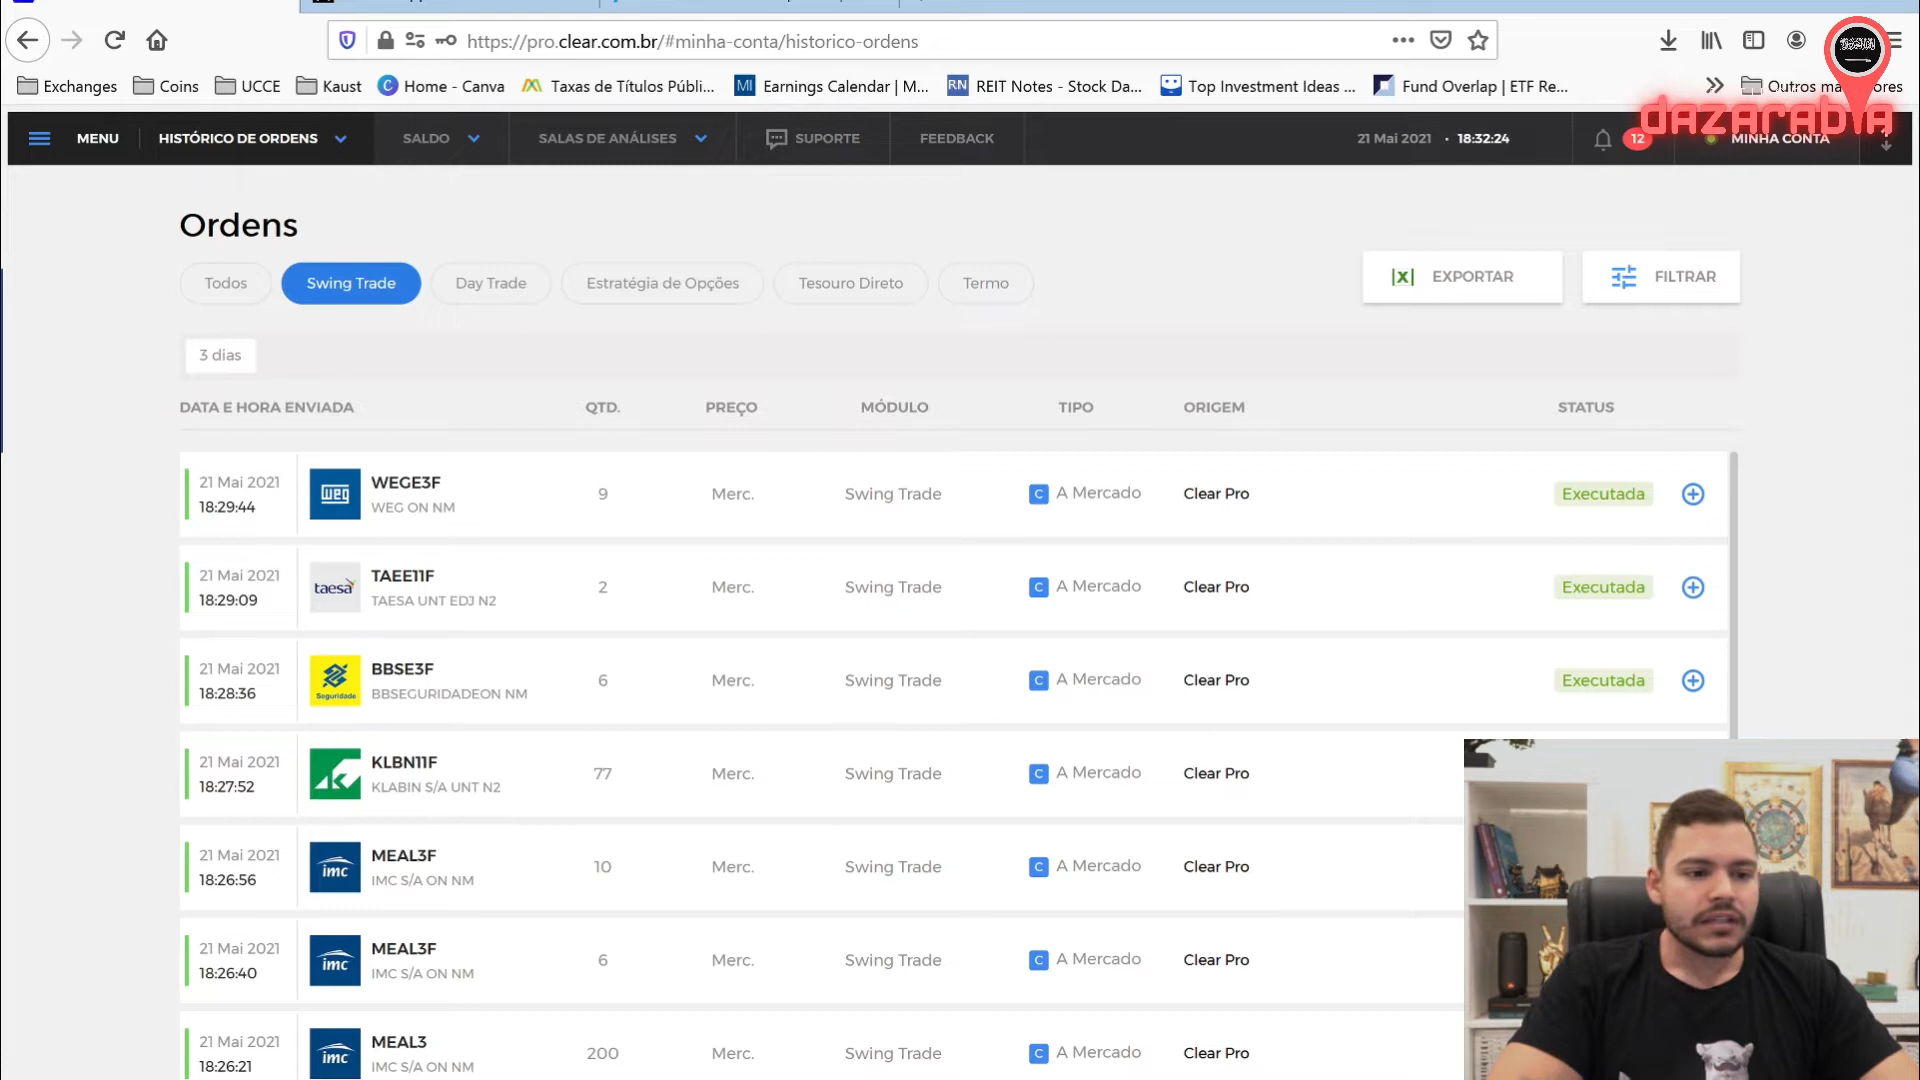 https://pro.clear.com.br/#minha-conta/historico-ordens
Exchanges
Coins
UCCE
Kaust
Home - Canva
Taxas de Títulos Públi...
Earnings Calendar | M...
REIT Notes - Stock Da...
Top Investment Ideas ...
Fund Overlap | ETF Re...
dazarabia
MENU
HISTÓRICO DE ORDENS
SALDO
SALAS DE ANÁLISES
SUPORTE
FEEDBACK
21 Mai 2021 · 18:32:24
12
MINHA CONTA
Ordens
Todos
Swing Trade
Day Trade
Estratégia de Opções
Tesouro Direto
Termo
EXPORTAR
FILTRAR
3 dias
DATA E HORA ENVIADA QTD. PREÇO MÓDULO TIPO ORIGEM STATUS
21 Mai 2021 WEGE3F 9 Merc. Swing Trade C A Mercado Clear Pro Executada
18:29:44 weg WEG ON NM
21 Mai 2021 TAEE11F 2 Merc. Swing Trade C A Mercado Clear Pro Executada
18:29:09 taesa TAESA UNT EDJ N2
21 Mai 2021 BBSE3F 6 Merc. Swing Trade C A Mercado Clear Pro Executada
18:28:36 Seguridade BBSEGURIDADEON NM
21 Mai 2021 KLBN11F 77 Merc. Swing Trade C A Mercado Clear Pro
18:27:52 KLABIN S/A UNT N2
21 Mai 2021 MEAL3F 10 Merc. Swing Trade C A Mercado Clear Pro
18:26:56 imc IMC S/A ON NM
21 Mai 2021 MEAL3F 6 Merc. Swing Trade C A Mercado Clear Pro
18:26:40 imc IMC S/A ON NM
21 Mai 2021 MEAL3 200 Merc. Swing Trade C A Mercado Clear Pro
18:26:21 imc IMC S/A ON NM